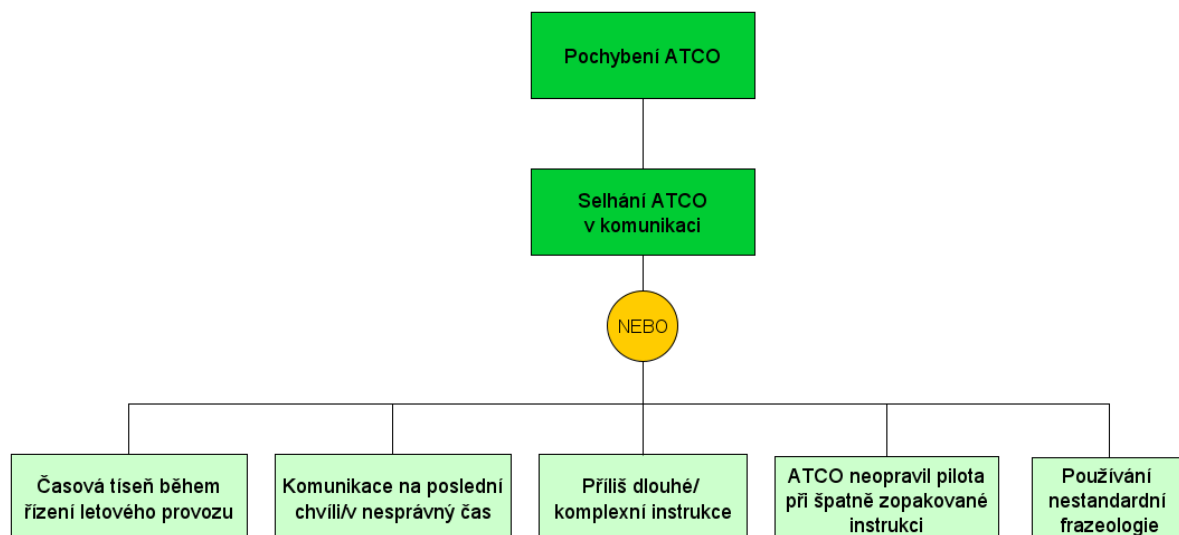 Pochybení ATCO
Selhání ATCO
v komunikaci
NEBO
Časová tíseň během
řízení letového provozu
Komunikace na poslední
chvíli/v nesprávný čas
Příliš dlouhé/
komplexní instrukce
ATCO neopravil pilota
při špatně zopakované
instrukci
Používání
nestandardní
frazeologie